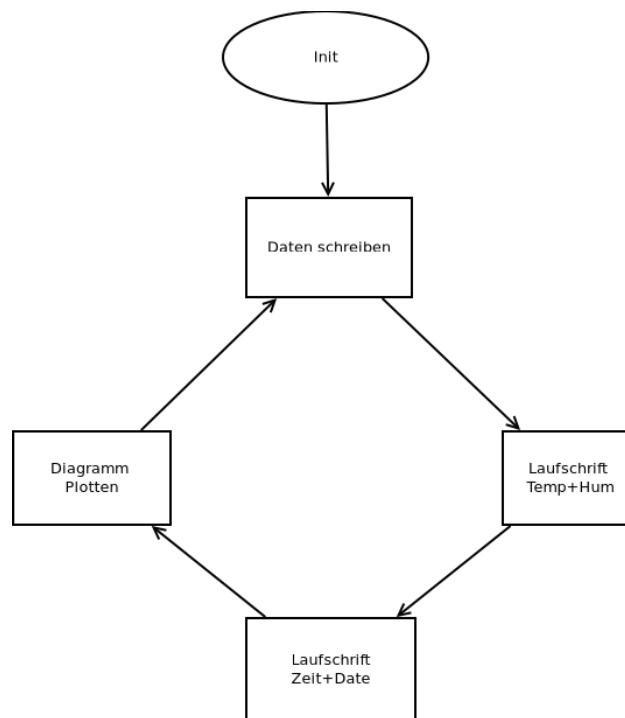 Init
Daten schreiben
Diagramm
Plotten
Laufschrift
Temp+Hum
Laufschrift
Zeit+Date